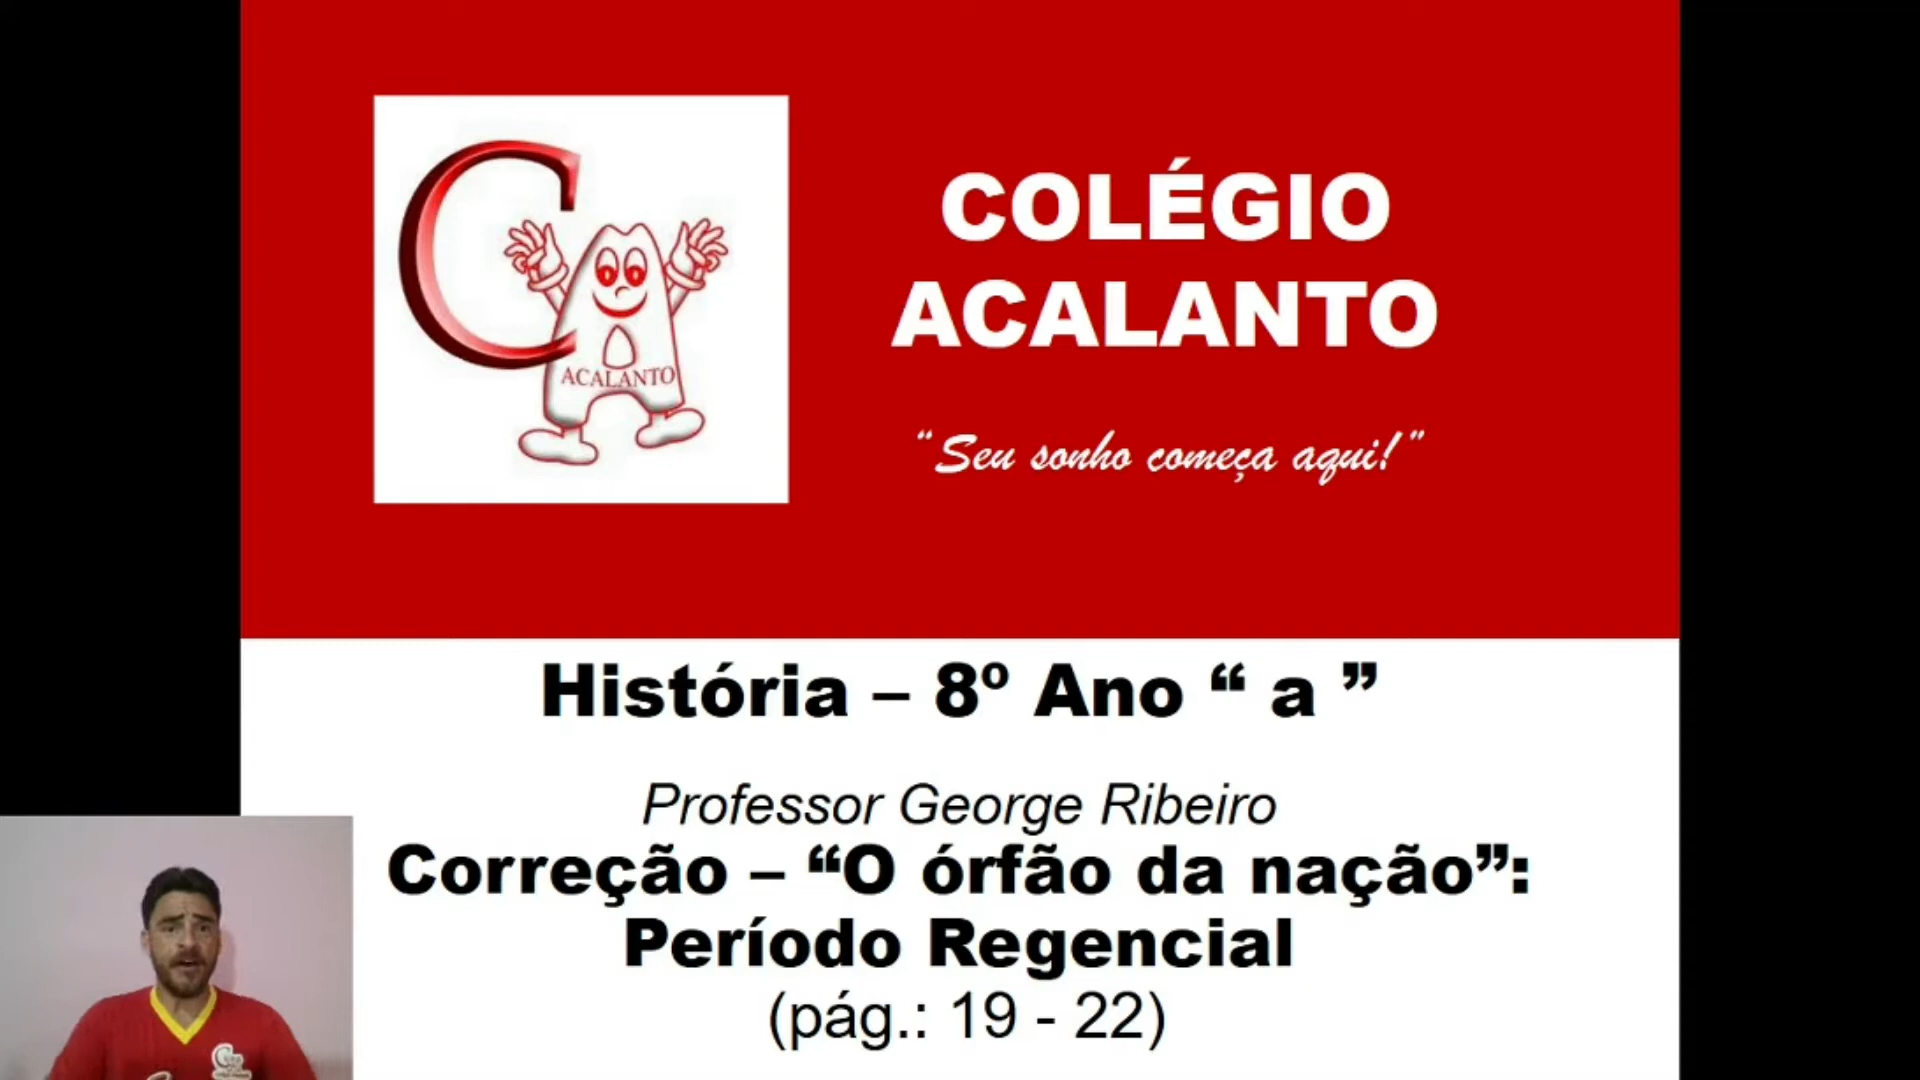 ACALANTO
COLÉGIO
ACALANTO
“Seu sonho começa aqui!”
História – 8º Ano “ a ”
Professor George Ribeiro
Correção – “O órfão da nação”:
Período Regencial
(pág.: 19 - 22)